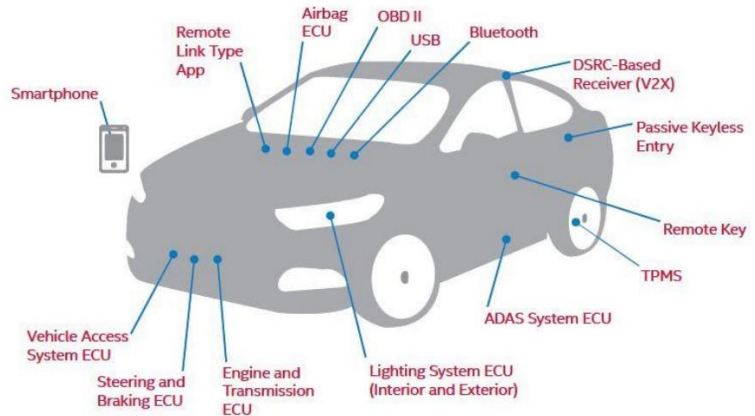 Smartphone
Remote
Link Type
App
Airbag
ECU
OBD II
USB
Bluetooth
DSRC-Based
Receiver (V2X)
Passive Keyless
Entry
Remote Key
TPMS
ADAS System ECU
Lighting System ECU
(Interior and Exterior)
Engine and
Transmission
ECU
Steering and
Braking ECU
Vehicle Access
System ECU